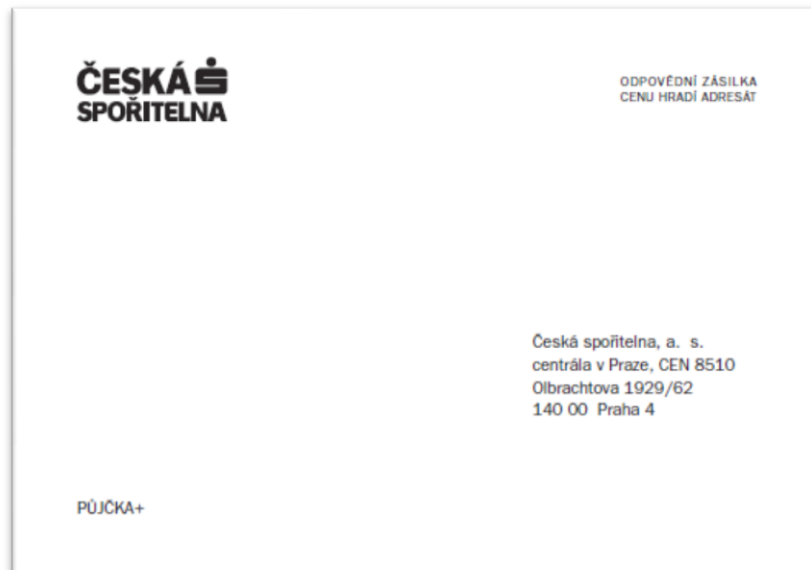 ČESKÁ
SPOŘITELNA
ODPOVĚDNÍ ZÁSILKA
CENU HRADÍ ADRESÁT
Česká spořitelna, a. s.
centrála v Praze, CEN 8510
Olbrachtova 1929/62
140 00 Praha 4
PŮJČKA+